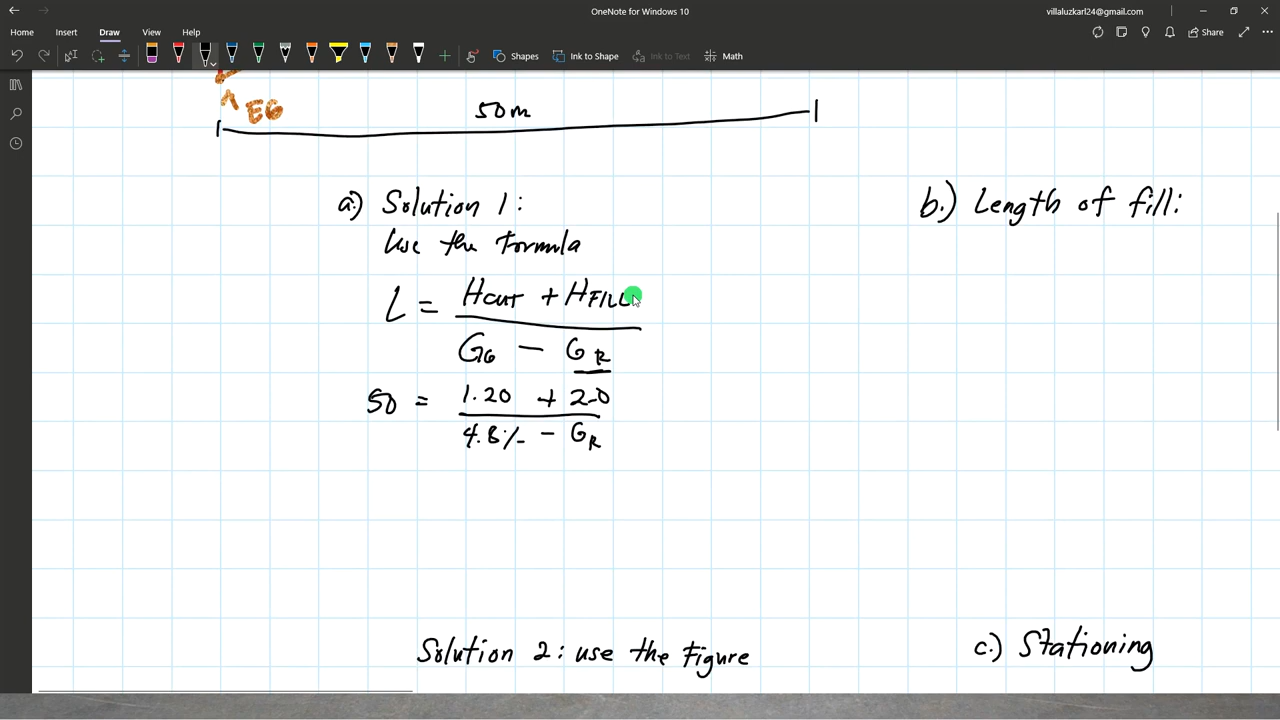 OneNote for Windows 10
villaluzkarl24@gmail.com
Home Insert Draw View Help
Share
Shapes Ink to Shape Ink to Text Math
EG
50m
a.) Solution 1:
Use the formula
L = HCUT + HFILL
GG - GR
50 = 1.20 + 2.0
4.8% - GR
b.) Length of fill:
Solution 2: use the Figure
c.) Stationing